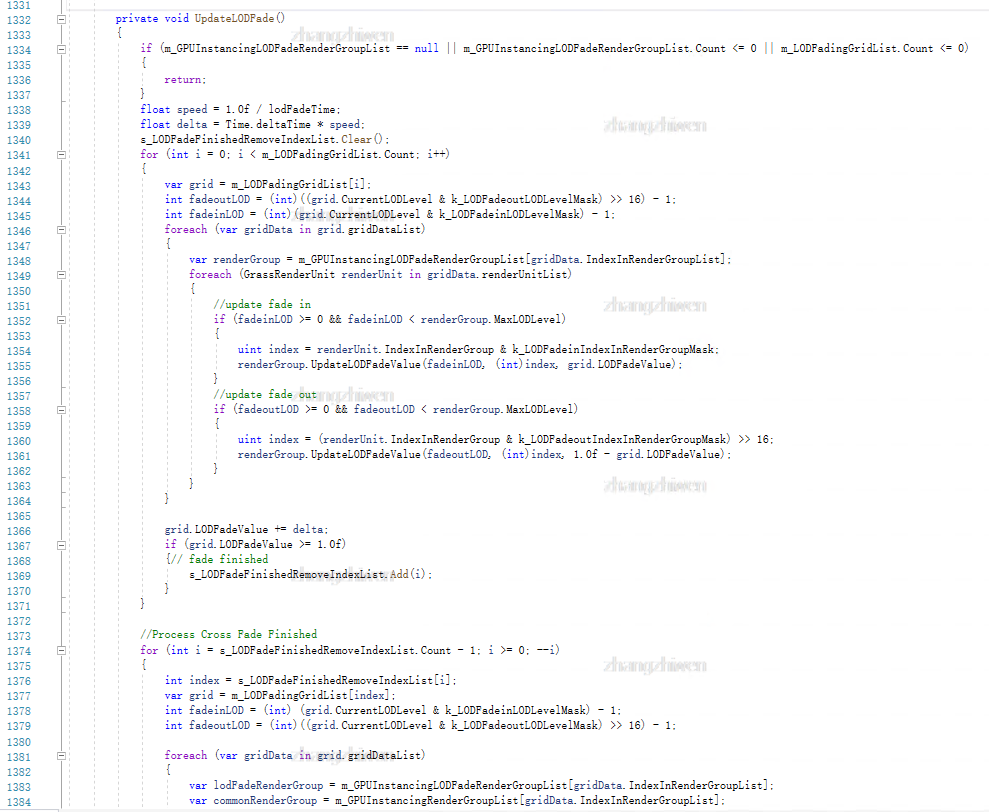 1331
1332 private void UpdateLODFade()
1333 {
1334 if (m_GPUInstancingLODFadeRenderGroupList == null || m_GPUInstancingLODFadeRenderGroupList.Count <= 0 || m_LODFadingGridList.Count <= 0)
1335 {
1336 return;
1337 }
1338 float speed = 1.0f / lodFadeTime;
1339 float delta = Time.deltaTime * speed;
1340 s_LODFadeFinishedRemoveIndexList.Clear();
1341 for (int i = 0; i < m_LODFadingGridList.Count; i++)
1342 {
1343 var grid = m_LODFadingGridList[i];
1344 int fadeoutLOD = (int)((grid.CurrentLODLevel & k_LODFadeoutLODLevelMask) >> 16) - 1;
1345 int fadeinLOD = (int)(grid.CurrentLODLevel & k_LODFadeinLODLevelMask) - 1;
1346 foreach (var gridData in grid.gridDataList)
1347 {
1348 var renderGroup = m_GPUInstancingLODFadeRenderGroupList[gridData.IndexInRenderGroupList];
1349 foreach (GrassRenderUnit renderUnit in gridData.renderUnitList)
1350 {
1351 //update fade in
1352 if (fadeinLOD >= 0 && fadeinLOD < renderGroup.MaxLODLevel)
1353 {
1354 uint index = renderUnit.IndexInRenderGroup & k_LODFadeinIndexInRenderGroupMask;
1355 renderGroup.UpdateLODFadeValue(fadeinLOD, (int)index, grid.LODFadeValue);
1356 }
1357 //update fade out
1358 if (fadeoutLOD >= 0 && fadeoutLOD < renderGroup.MaxLODLevel)
1359 {
1360 uint index = (renderUnit.IndexInRenderGroup & k_LODFadeoutIndexInRenderGroupMask) >> 16;
1361 renderGroup.UpdateLODFadeValue(fadeoutLOD, (int)index, 1.0f - grid.LODFadeValue);
1362 }
1363 }
1364 }
1365
1366 grid.LODFadeValue += delta;
1367 if (grid.LODFadeValue >= 1.0f)
1368 {// fade finished
1369 s_LODFadeFinishedRemoveIndexList.Add(i);
1370 }
1371 }
1372
1373 //Process Cross Fade Finished
1374 for (int i = s_LODFadeFinishedRemoveIndexList.Count - 1; i >= 0; --i)
1375 {
1376 int index = s_LODFadeFinishedRemoveIndexList[i];
1377 var grid = m_LODFadingGridList[index];
1378 int fadeinLOD = (int) (grid.CurrentLODLevel & k_LODFadeinLODLevelMask) - 1;
1379 int fadeoutLOD = (int)((grid.CurrentLODLevel & k_LODFadeoutLODLevelMask) >> 16) - 1;
1380
1381 foreach (var gridData in grid.gridDataList)
1382 {
1383 var lodFadeRenderGroup = m_GPUInstancingLODFadeRenderGroupList[gridData.IndexInRenderGroupList];
1384 var commonRenderGroup = m_GPUInstancingRenderGroupList[gridData.IndexInRenderGroupList];